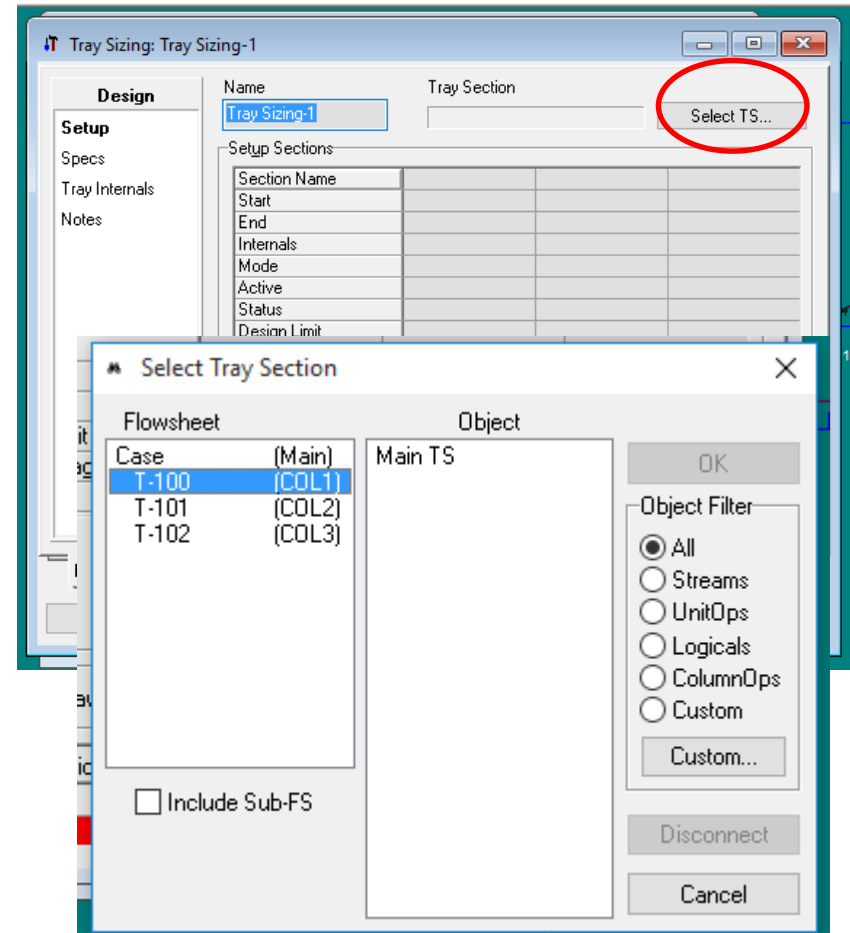 Tray Sizing: Tray Sizing-1
Design
Setup
Specs
Tray Internals
Notes
Name
Tray Section
Tray Sizing-1
Select TS...
Setup Sections
Section Name
Start
End
Internals
Mode
Active
Status
Design Limit
Select Tray Section
Flowsheet
Object
Case (Main)
T-100 (COL1)
T-101 (COL2)
T-102 (COL3)
Main TS
OK
Object Filter
All
Streams
UnitOps
Logicals
ColumnOps
Custom
Custom...
Include Sub-FS
Disconnect
Cancel